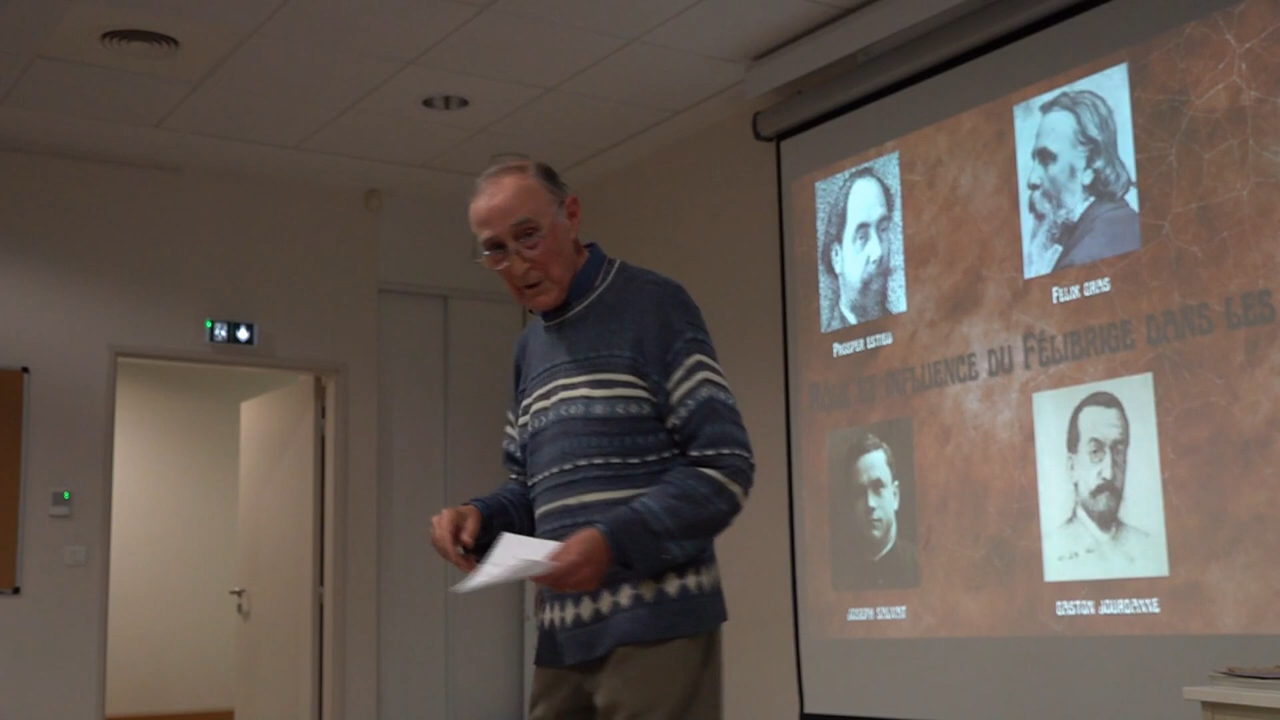 Félix Gras
Prosper Estieu
Rôle et influence du Félibrige dans les
Joseph Salvat
Gaston Jourdanne